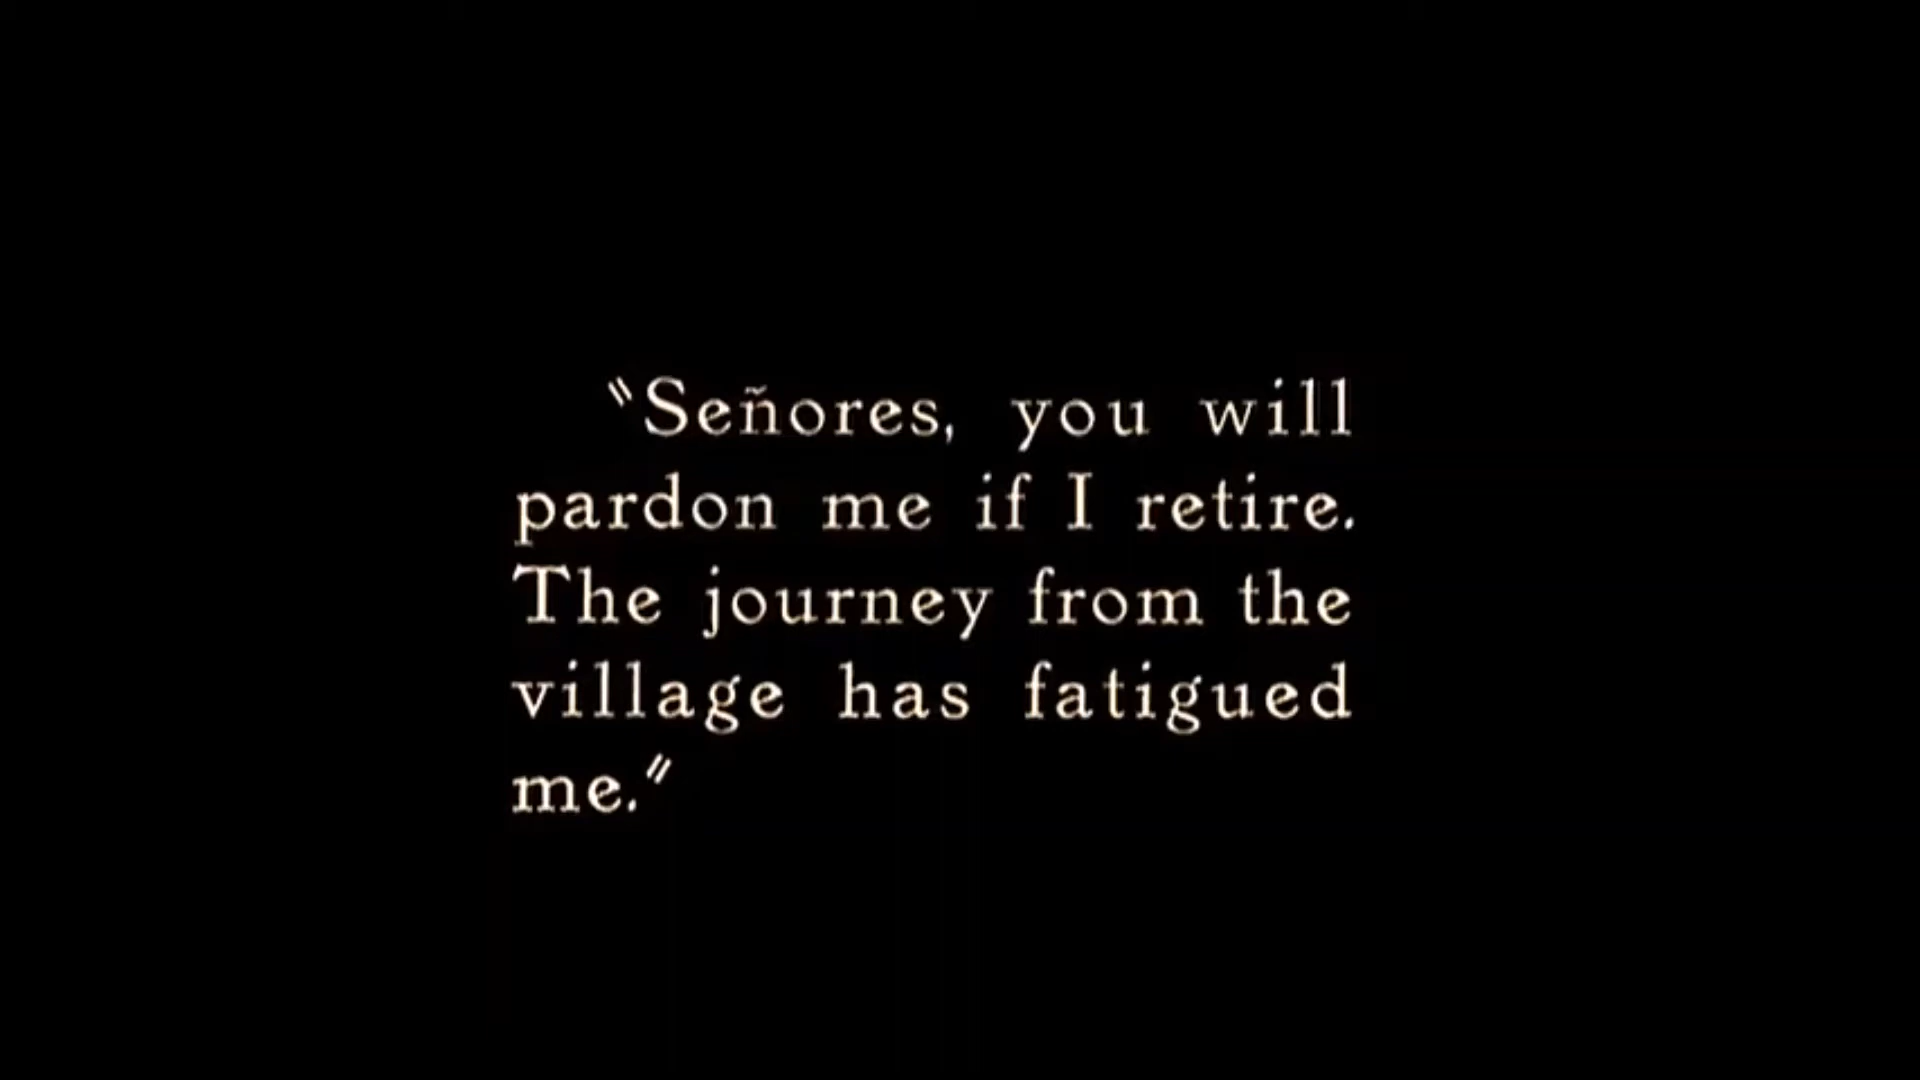 "Señores, you will
pardon me if I retire.
The journey from the
village has fatigued
me."